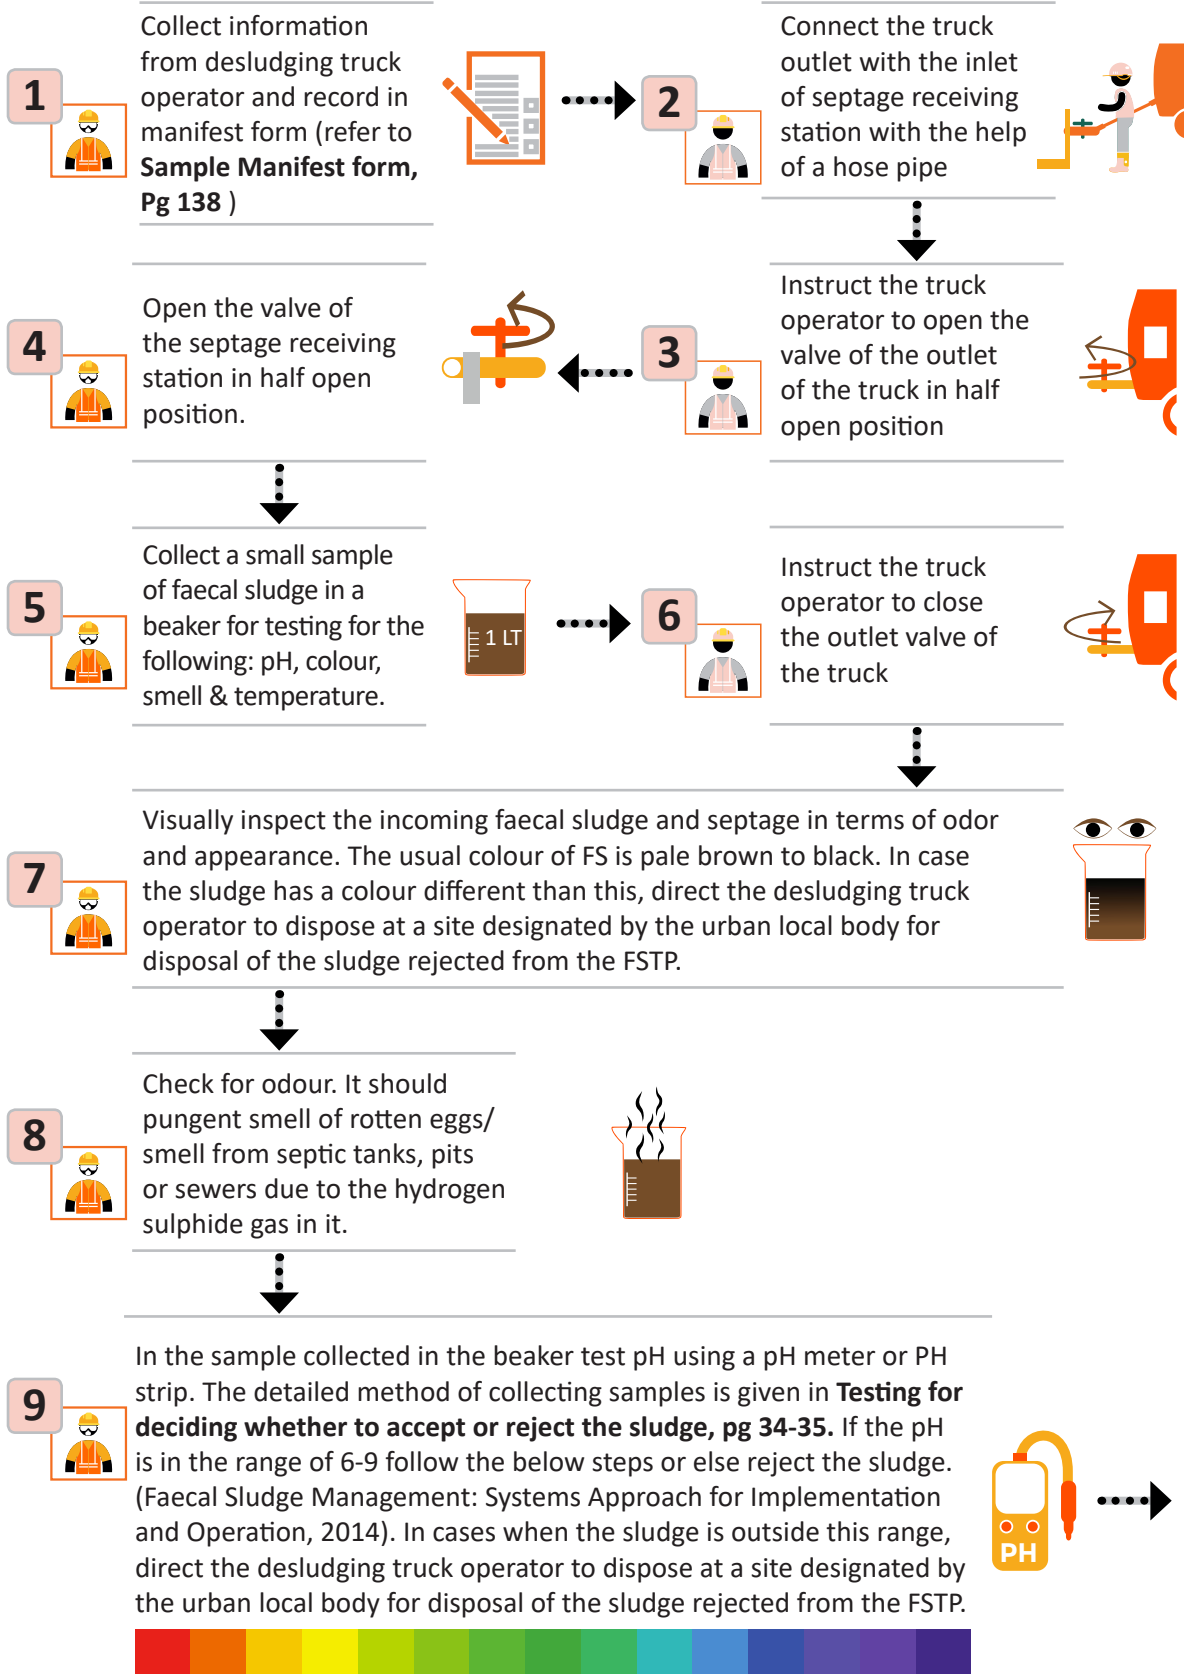 1
Collect information
from desludging truck
operator and record in
manifest form (refer to
Sample Manifest form,
Pg 138 )
2
Connect the truck
outlet with the inlet
of septage receiving
station with the help
of a hose pipe
3
Instruct the truck
operator to open the
valve of the outlet
of the truck in half
open position
4
Open the valve of
the septage receiving
station in half open
position.
5
Collect a small sample
of faecal sludge in a
beaker for testing for the
following: pH, colour,
smell & temperature.
1 LT
6
Instruct the truck
operator to close
the outlet valve of
the truck
7
Visually inspect the incoming faecal sludge and septage in terms of odor
and appearance. The usual colour of FS is pale brown to black. In case
the sludge has a colour different than this, direct the desludging truck
operator to dispose at a site designated by the urban local body for
disposal of the sludge rejected from the FSTP.
8
Check for odour. It should
pungent smell of rotten eggs/
smell from septic tanks, pits
or sewers due to the hydrogen
sulphide gas in it.
9
In the sample collected in the beaker test pH using a pH meter or PH
strip. The detailed method of collecting samples is given in Testing for
deciding whether to accept or reject the sludge, pg 34-35. If the pH
is in the range of 6-9 follow the below steps or else reject the sludge.
(Faecal Sludge Management: Systems Approach for Implementation
and Operation, 2014). In cases when the sludge is outside this range,
direct the desludging truck operator to dispose at a site designated by
the urban local body for disposal of the sludge rejected from the FSTP.
PH